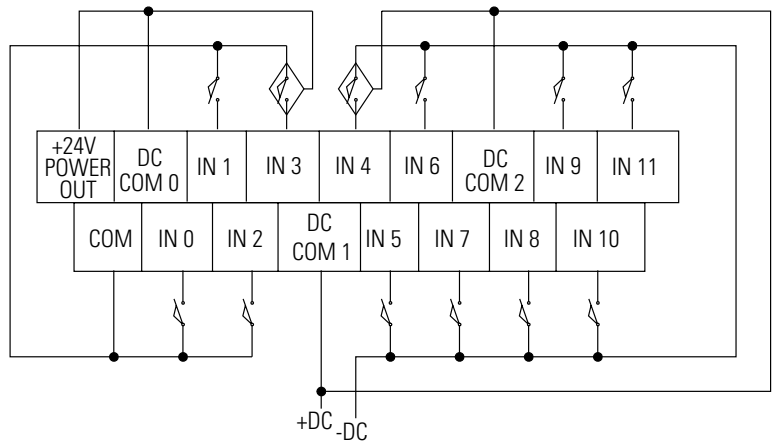 +24V
POWER
OUT
DC
COM 0
IN 1
IN 3
IN 4
IN 6
DC
COM 2
IN 9
IN 11
COM
IN 0
IN 2
DC
COM 1
IN 5
IN 7
IN 8
IN 10
+DC
-DC